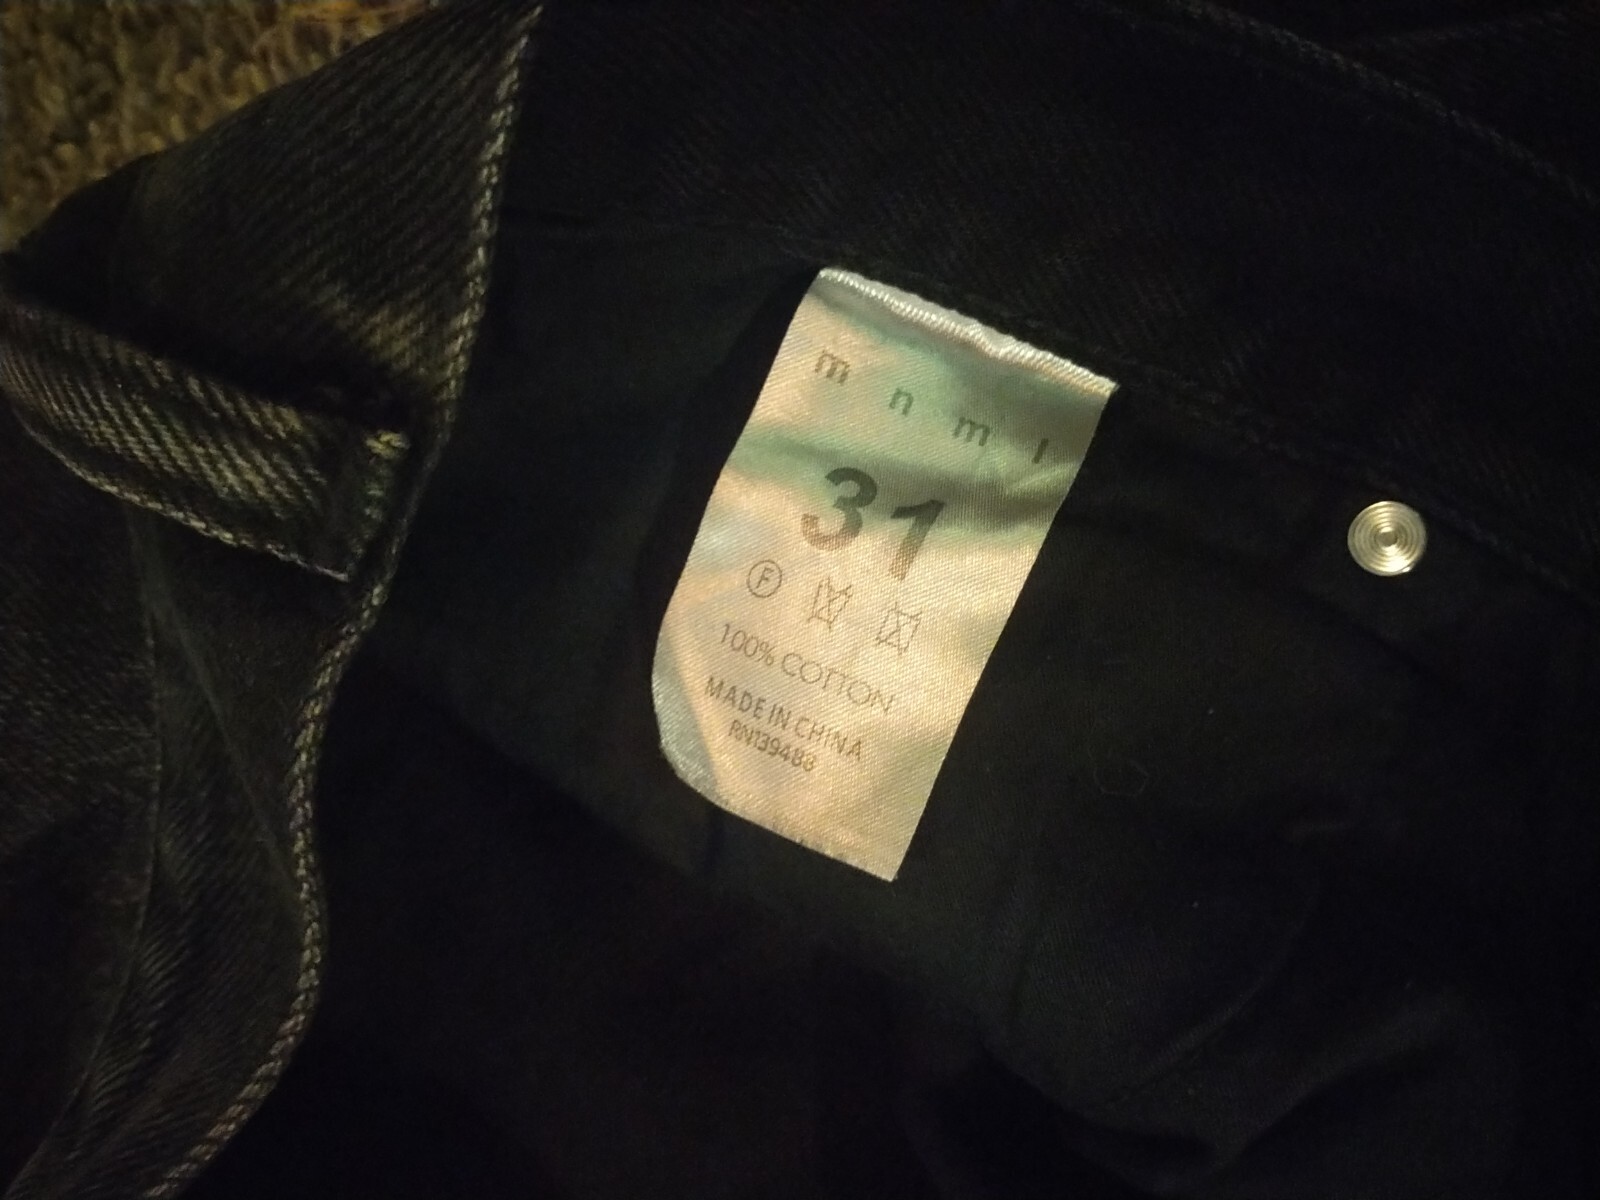 m n m l
31
F
100% COTTON
MADE IN CHINA
RN139488